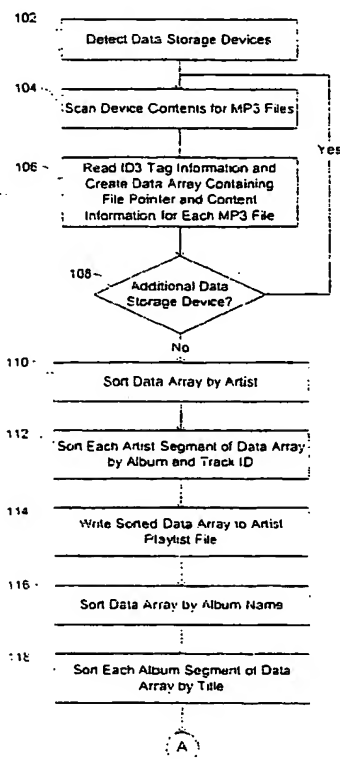 102
Detect Data Storage Devices
104
Scan Device Contents for MP3 Files
Yes
106
Read ID3 Tag Information and
Create Data Array Containing
File Pointer and Content
Information for Each MP3 File
108
Additional Data
Storage Device?
No
110
Sort Data Array by Artist
112
Sort Each Artist Segment of Data Array
by Album and Track ID
114
Write Sorted Data Array to Artist
Playlist File
116
Sort Data Array by Album Name
118
Sort Each Album Segment of Data
Array by Title
A